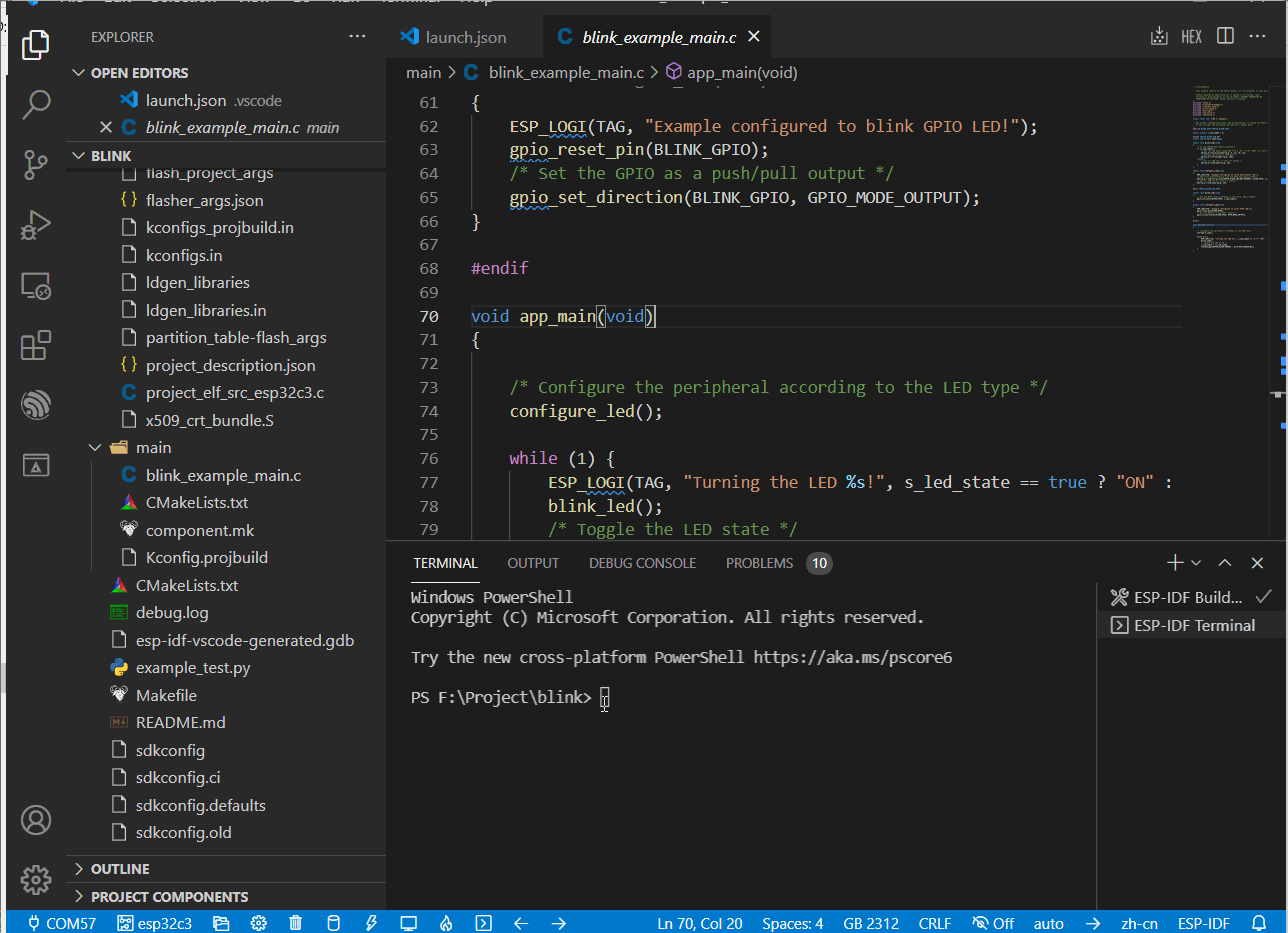 EXPLORER
OPEN EDITORS
launch.json .vscode
blink_example_main.c main
BLINK
flash_project_args
flasher_args.json
kconfigs_projbuild.in
kconfigs.in
ldgen_libraries
ldgen_libraries.in
partition_table-flash_args
project_description.json
project_elf_src_esp32c3.c
x509_crt_bundle.S
main
blink_example_main.c
CMakeLists.txt
component.mk
Kconfig.projbuild
CMakeLists.txt
debug.log
esp-idf-vscode-generated.gdb
example_test.py
Makefile
README.md
sdkconfig
sdkconfig.ci
sdkconfig.defaults
sdkconfig.old
OUTLINE
PROJECT COMPONENTS
launch.json
blink_example_main.c
HEX
main > blink_example_main.c > app_main(void)
61 {
62 ESP_LOGI(TAG, "Example configured to blink GPIO LED!");
63 gpio_reset_pin(BLINK_GPIO);
64 /* Set the GPIO as a push/pull output */
65 gpio_set_direction(BLINK_GPIO, GPIO_MODE_OUTPUT);
66 }
67
68 #endif
69
70 void app_main(void)
71 {
72
73 /* Configure the peripheral according to the LED type */
74 configure_led();
75
76 while (1) {
77 ESP_LOGI(TAG, "Turning the LED %s!", s_led_state == true ? "ON" :
78 blink_led();
79 /* Toggle the LED state */
TERMINAL OUTPUT DEBUG CONSOLE PROBLEMS 10
Windows PowerShell
Copyright (C) Microsoft Corporation. All rights reserved.
Try the new cross-platform PowerShell https://aka.ms/pscore6
PS F:\Project\blink>
ESP-IDF Build...
ESP-IDF Terminal
COM57 esp32c3 Ln 70, Col 20 Spaces: 4 GB 2312 CRLF Off auto zh-cn ESP-IDF